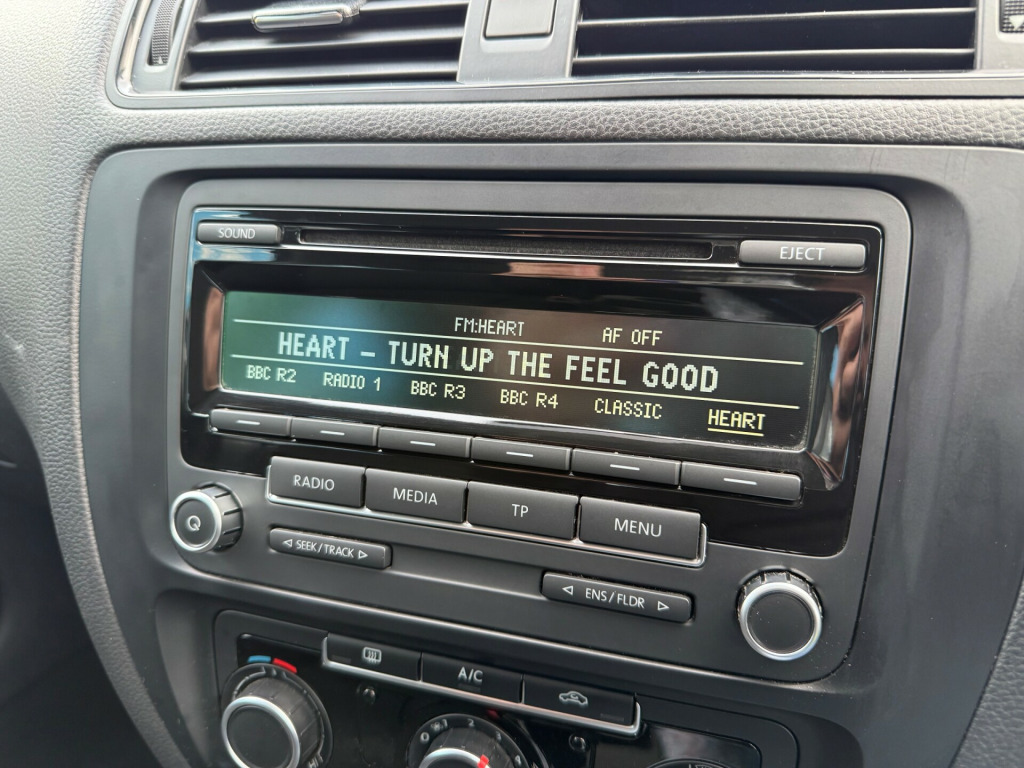 SOUND
EJECT
FM:HEART AF OFF
HEART - TURN UP THE FEEL GOOD
BBC R2 RADIO 1 BBC R3 BBC R4 CLASSIC HEART
RADIO MEDIA TP MENU
Q
SEEK/TRACK
ENS/FLDR
A/C
2